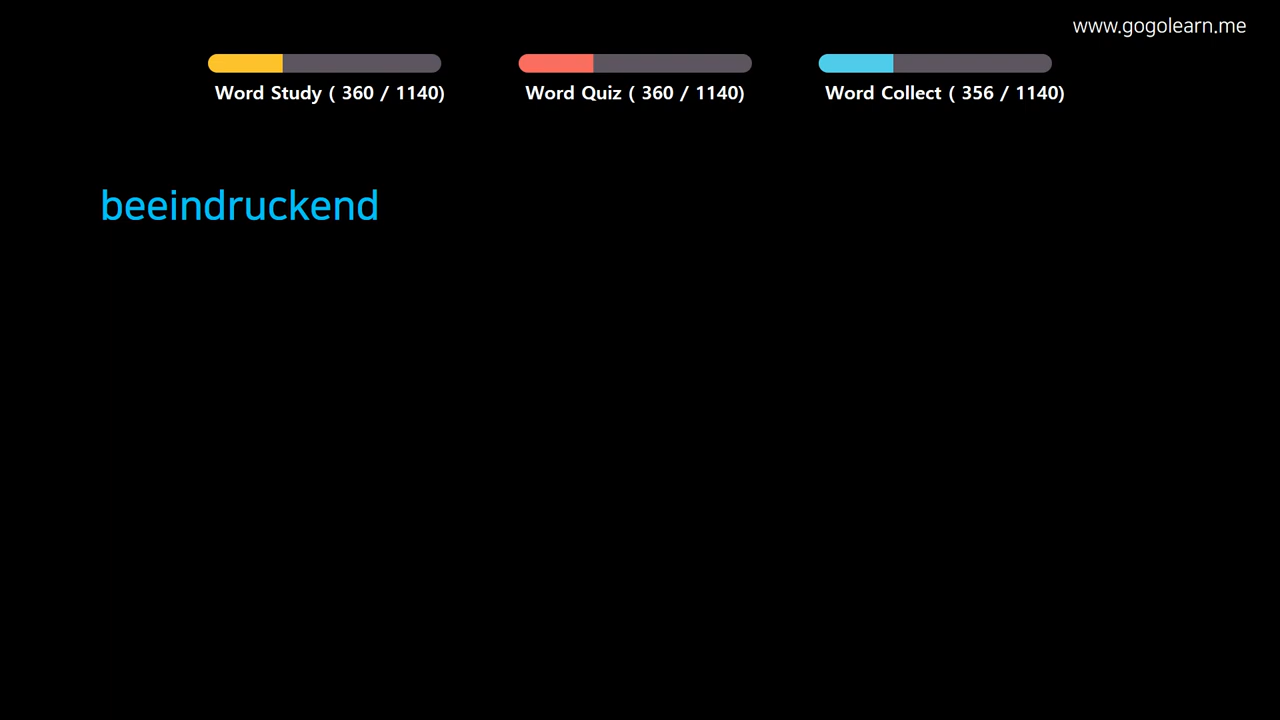 www.gogolearn.me
Word Study ( 360 / 1140)
Word Quiz ( 360 / 1140)
Word Collect ( 356 / 1140)
beeindruckend